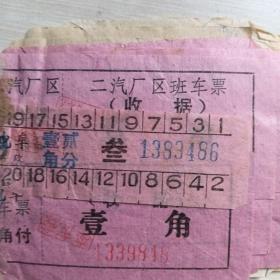 汽厂区 二汽厂区班车票
（收据）
19 17 15 13 11 9 7 5 3 1
壹贰 叁 1383486
角分
20 18 16 14 12 10 8 6 4 2
车票 壹角
角付 1339848